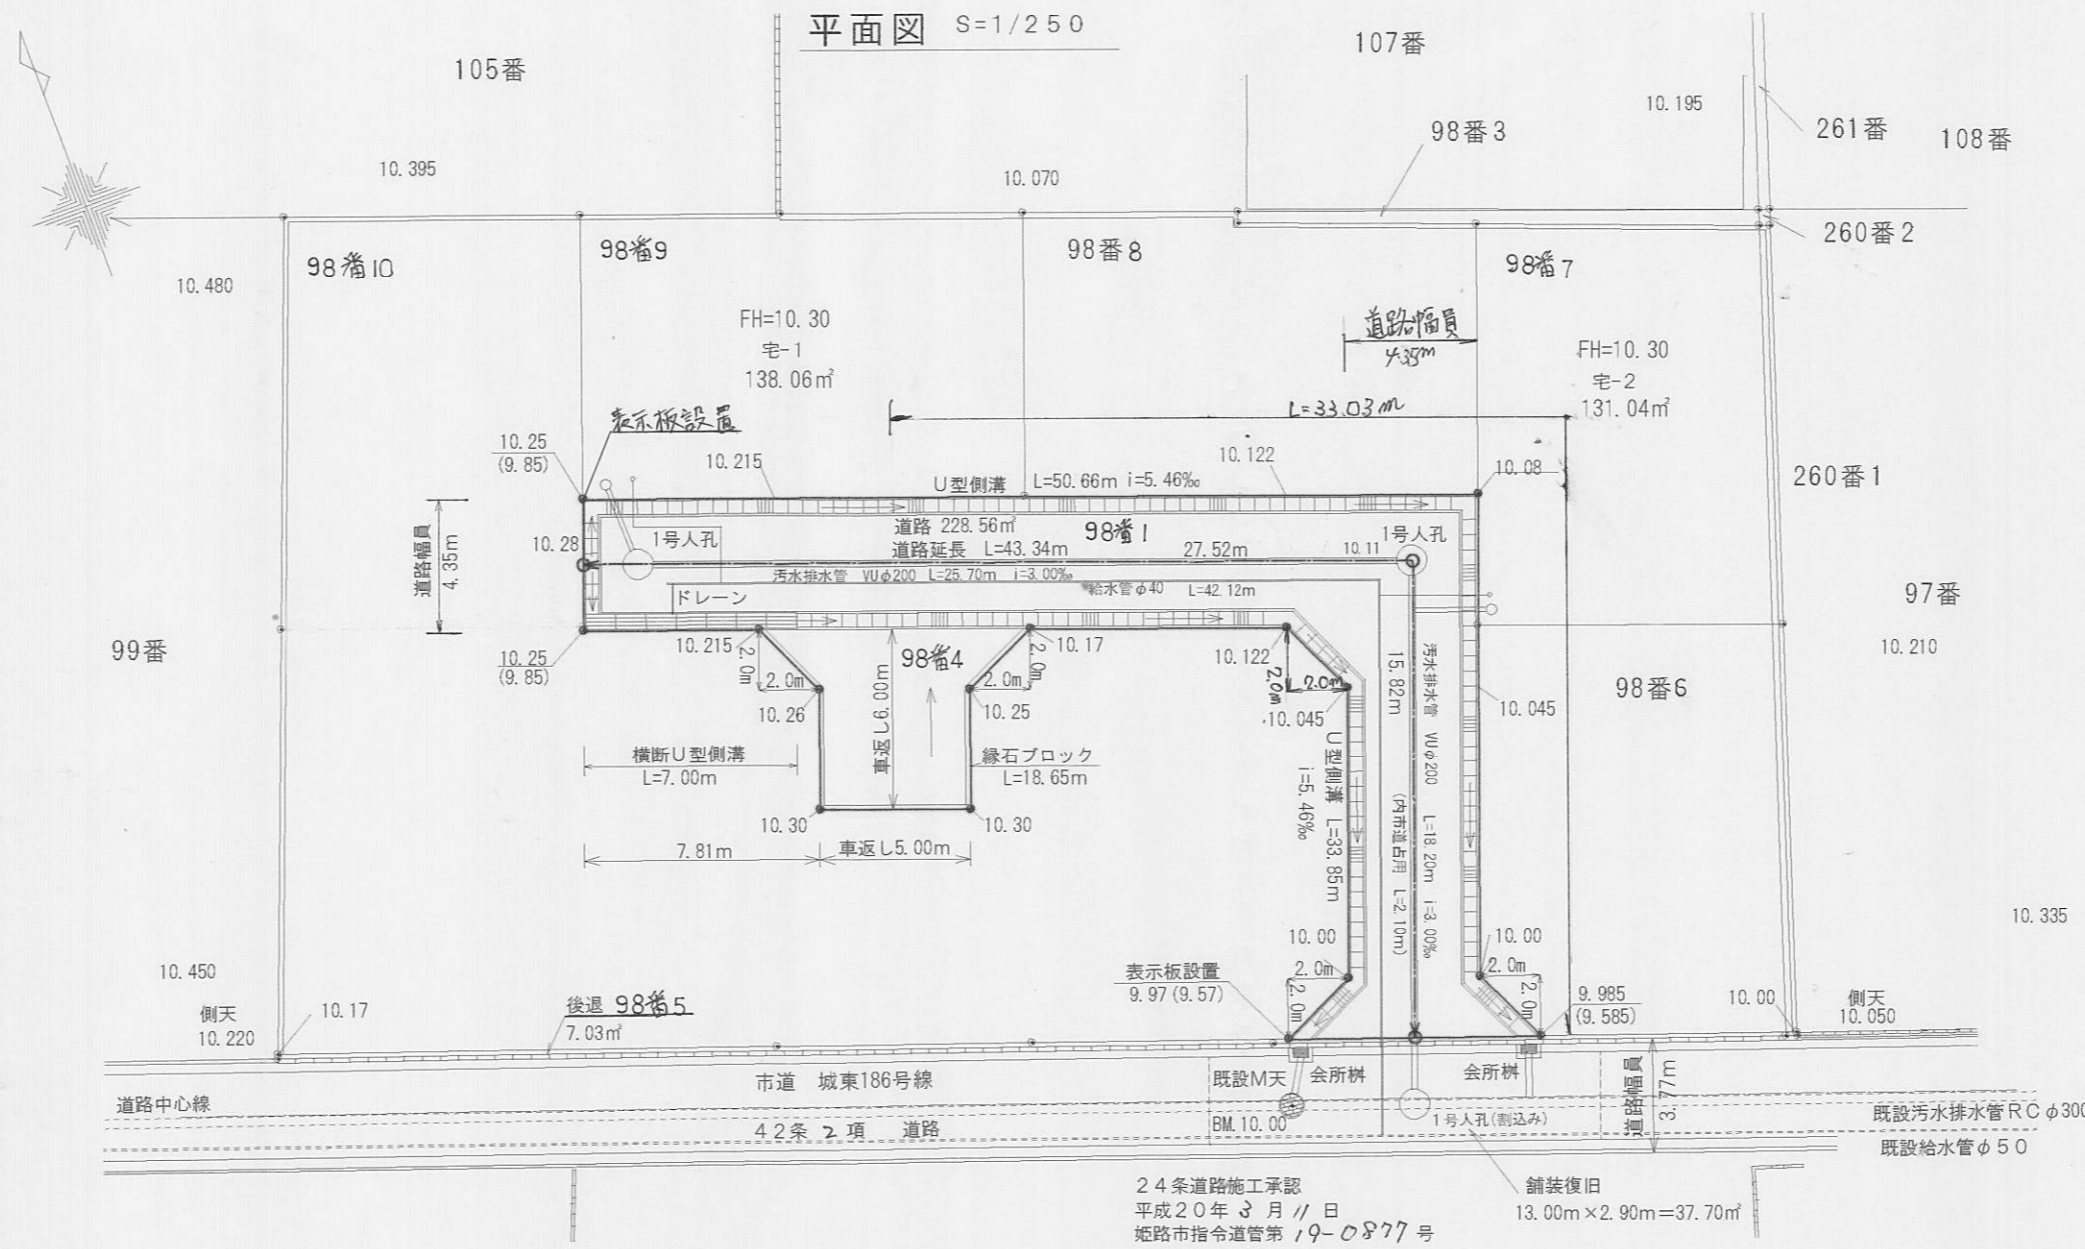 平面図 S=1/250
105番
107番
10.195
98番3
261番
108番
10.395
10.070
260番2
98番10
98番9
98番8
98番7
10.480
FH=10.30
宅-1
138.06㎡
道路幅員
4.35m
FH=10.30
宅-2
131.04㎡
L=33.03m
表示板設置
10.25
(9.85)
10.215
10.122
10.08
260番1
U型側溝 L=50.66m i=5.46‰
道路 228.56㎡
98番1
1号人孔
1号人孔
道路幅員
4.35m
10.28
道路延長 L=43.34m
27.52m
10.11
汚水排水管 VUφ200 L=25.70m i=3.00‰
給水管φ40 L=42.12m
ドレーン
97番
99番
10.25
(9.85)
10.215
2.0m
2.0m
10.26
98番4
車返し6.00m
2.0m
2.0m
10.17
10.25
10.122
2.0m
2.0m
10.045
15.82m
汚水排水管 VUφ200 L=18.20m i=3.00‰
(内市道占用 L=2.10m)
10.210
98番6
10.045
横断U型側溝
L=7.00m
縁石ブロック
L=18.65m
U型側溝 L=33.85m
i=5.46‰
10.30
10.30
7.81m
車返し5.00m
10.335
10.00
10.00
10.450
表示板設置
9.97(9.57)
2.0m
2.0m
2.0m
2.0m
9.985
(9.585)
10.00
側天
10.050
側天
10.220
10.17
後退 98番5
7.03㎡
市道 城東186号線
既設M天
会所桝
会所桝
道路幅員
3.77m
道路中心線
42条2項 道路
BM.10.00
1号人孔(割込み)
既設汚水排水管RCφ300
既設給水管φ50
24条道路施工承認
平成20年3月11日
姫路市指令道管第19-0877号
舗装復旧
13.00m×2.90m=37.70㎡